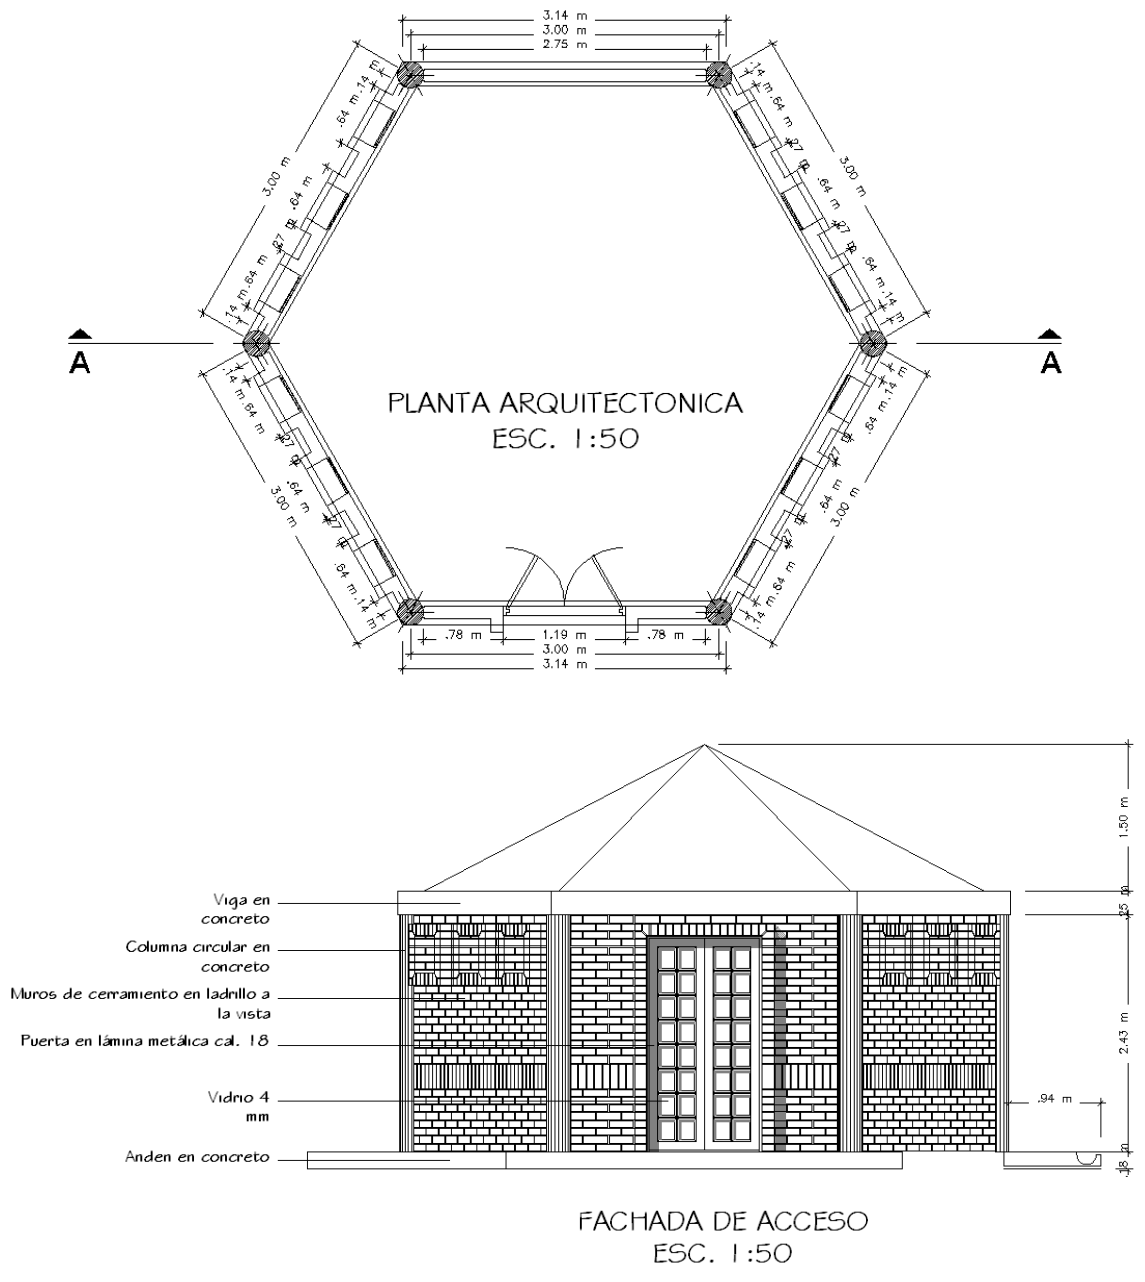 3.14 m
3.00 m
2.75 m
.14 m
.64 m
3.00 m
.64 m
.27 m
.64 m
.14 m
.14 m
.64 m
.27 m
.64 m
3.00 m
.27 m
.64 m
.14 m
A
A
PLANTA ARQUITECTONICA
ESC. 1:50
.14 m
.64 m
.27 m
.64 m
3.00 m
.27 m
.64 m
.14 m
.14 m
.64 m
.27 m
.64 m
3.00 m
.27 m
.64 m
.14 m
.78 m
1.19 m
.78 m
3.00 m
3.14 m
1.50 m
.25 m
2.43 m
.94 m
.18 m
Viga en
concreto
Columna circular en
concreto
Muros de cerramiento en ladrillo a
la vista
Puerta en lámina metálica cal. 18
Vidrio 4
mm
Anden en concreto
FACHADA DE ACCESO
ESC. 1:50